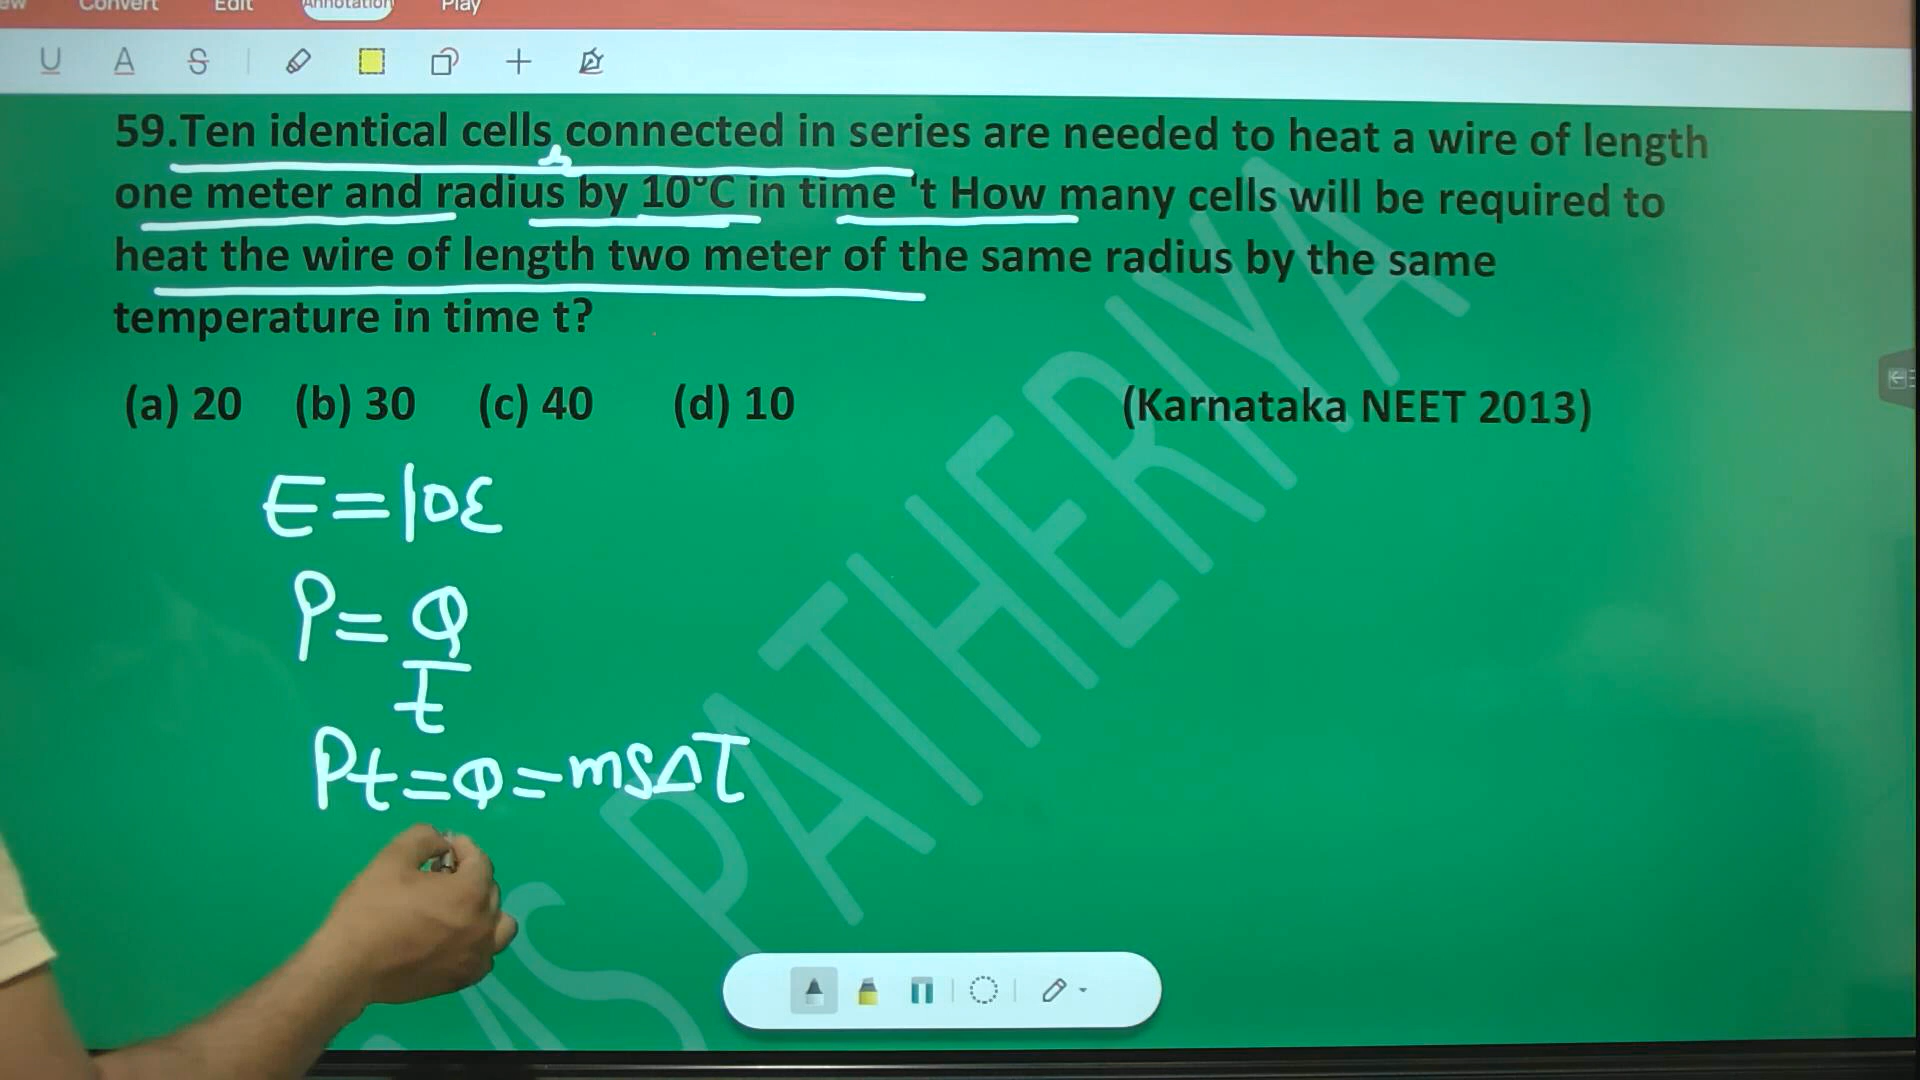 Convert Edit Annotation Play
U A S
59.Ten identical cells connected in series are needed to heat a wire of length
one meter and radius by 10°C in time 't How many cells will be required to
heat the wire of length two meter of the same radius by the same
temperature in time t?
(a) 20 (b) 30 (c) 40 (d) 10 (Karnataka NEET 2013)
E = 10ε
P = Q
t
Pt = Q = msΔT
MS PATHERIYA